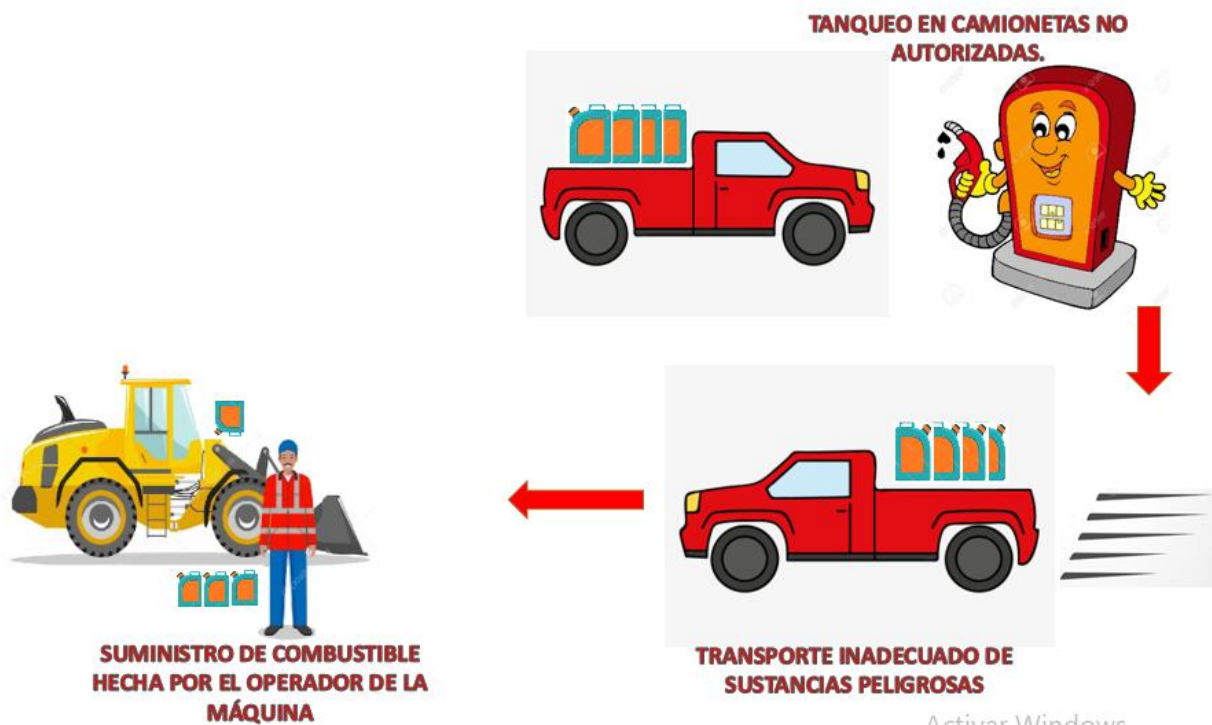 TANQUEO EN CAMIONETAS NO
AUTORIZADAS.
SUMINISTRO DE COMBUSTIBLE
HECHA POR EL OPERADOR DE LA
MÁQUINA
TRANSPORTE INADECUADO DE
SUSTANCIAS PELIGROSAS
Activar Windows